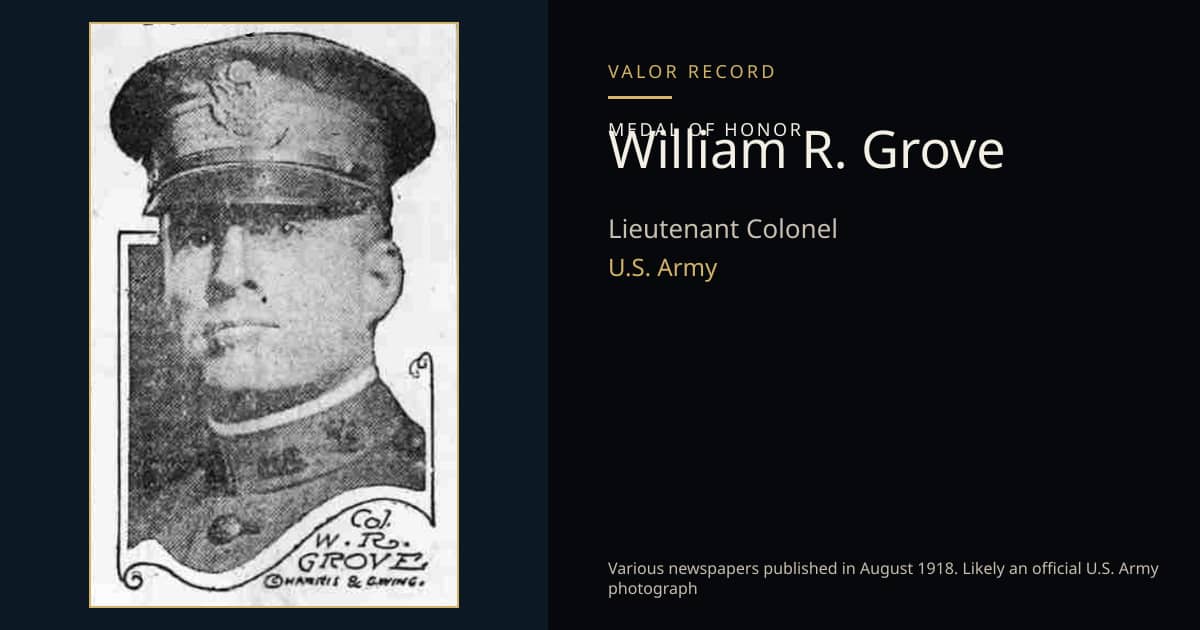 VALOR RECORD
MEDAL OF HONOR
William R. Grove
Lieutenant Colonel
U.S. Army
Col.
W. R.
GROVE
©HARRIS & EWING.
Various newspapers published in August 1918. Likely an official U.S. Army
photograph